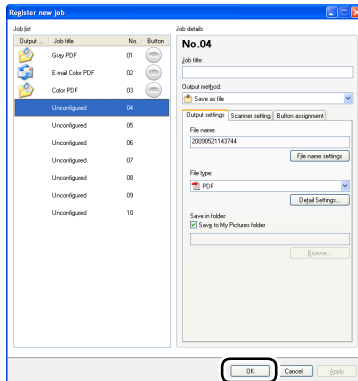 Register new Job
Job list
Output ... Job title No. Button
Gray PDF 01
E-mail Color PDF 02
Color PDF 03
Unconfigured 04
Unconfigured 05
Unconfigured 06
Unconfigured 07
Unconfigured 08
Unconfigured 09
Unconfigured 10
Job details
No.04
Job title:
Output method:
Save as file
Output settings Scanner setting Button assignment
File name:
20090521143744
File name settings
File type:
PDF
Detail Settings...
Save in folder:
Save to My Pictures folder
Browse...
OK Cancel Apply